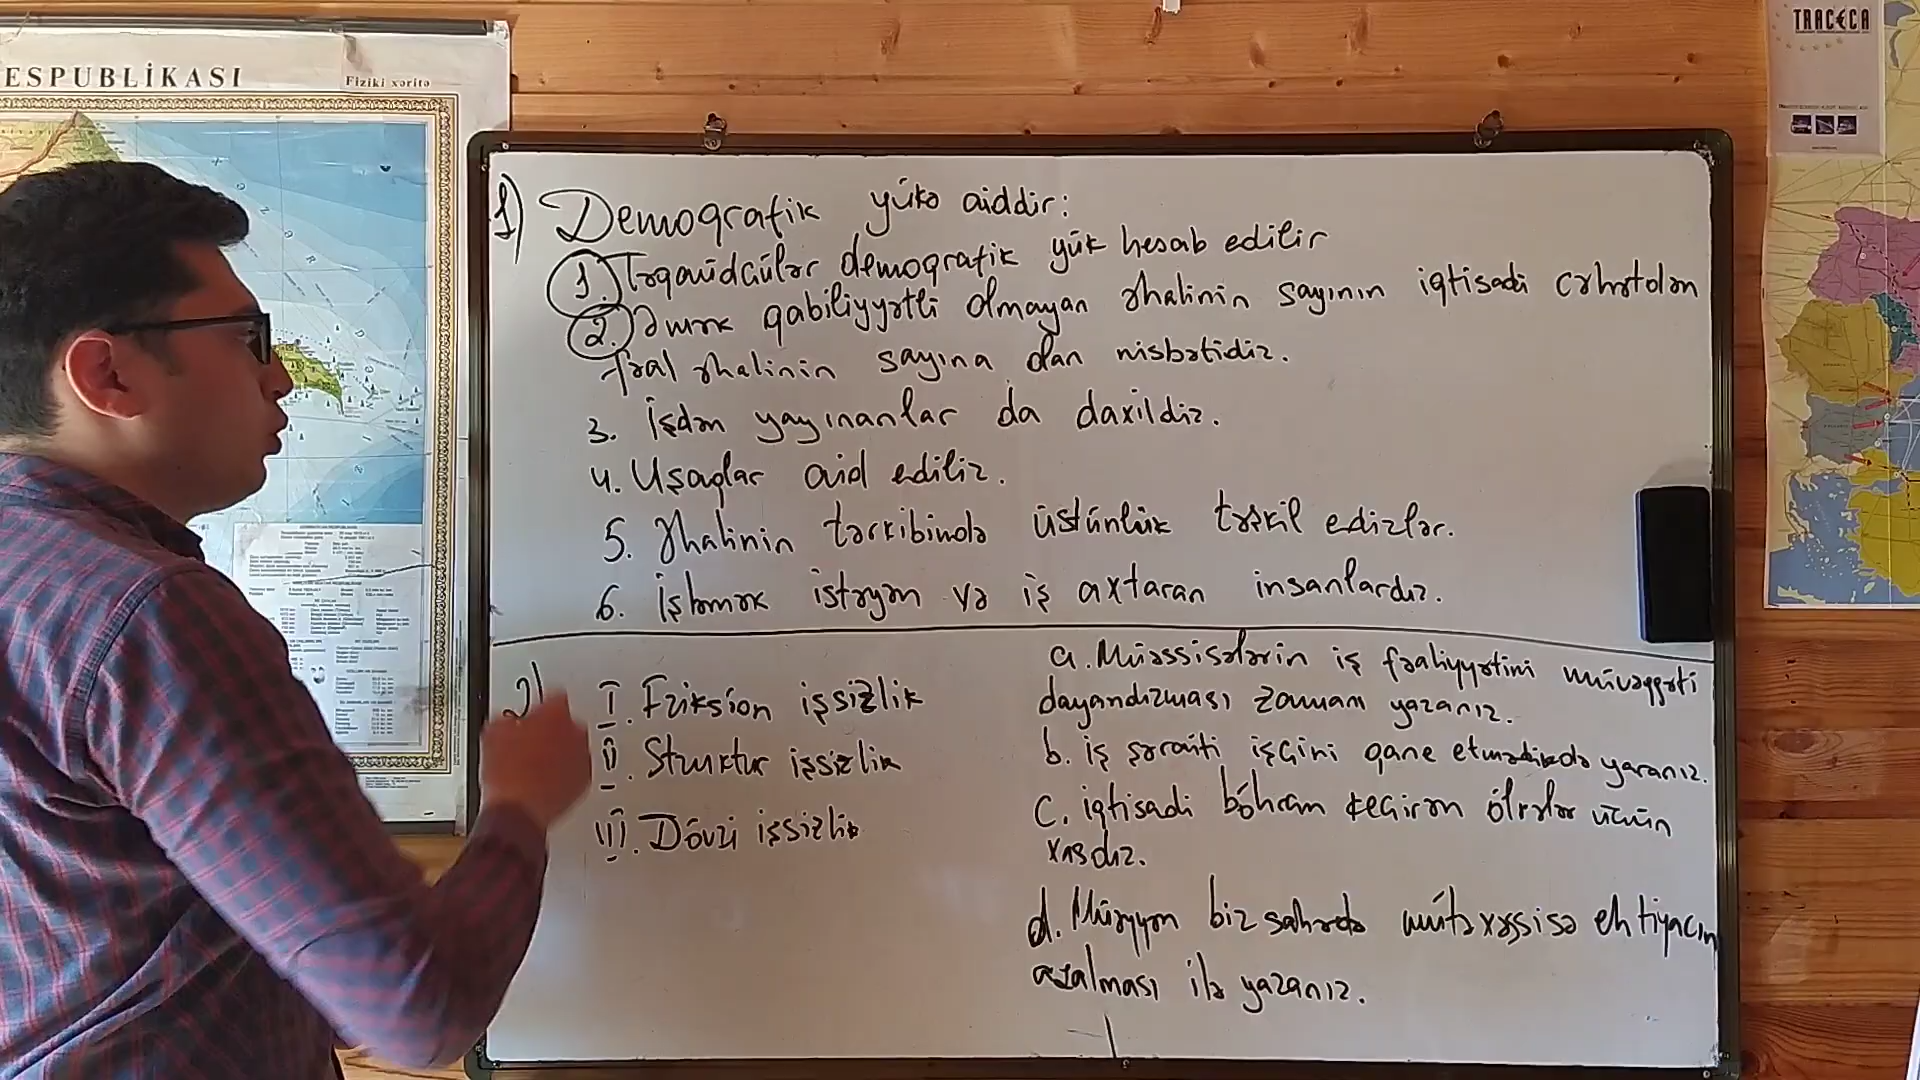 ESPUBLİKASI
Fiziki xəritə
TRACECA
1) Demoqrafik yükə aiddir:
1. Təqaüdçülər demoqrafik yük hesab edilir
2. Əmək qabiliyyətli olmayan əhalinin sayının iqtisadi cəhətdən
fəal əhalinin sayına olan nisbətidir.
3. İşdən yayınanlar da daxildir.
4. Uşaqlar aid edilir.
5. Əhalinin tərkibində üstünlük təşkil edirlər.
6. İşləmək istəyən və iş axtaran insanlardır.
2)
I. Friksion işsizlik
II. Struktur işsizlik
III. Dövri işsizlik
a. Müəssisələrin iş fəaliyyətini müvəqqəti
dayandırması zamanı yaranır.
b. iş şəraiti işçini qane etmədikdə yaranır.
c. iqtisadi böhran keçirən ölkələr üçün
xasdır.
d. Müəyyən bir sahədə mütəxəssisə ehtiyacın
azalması ilə yaranır.